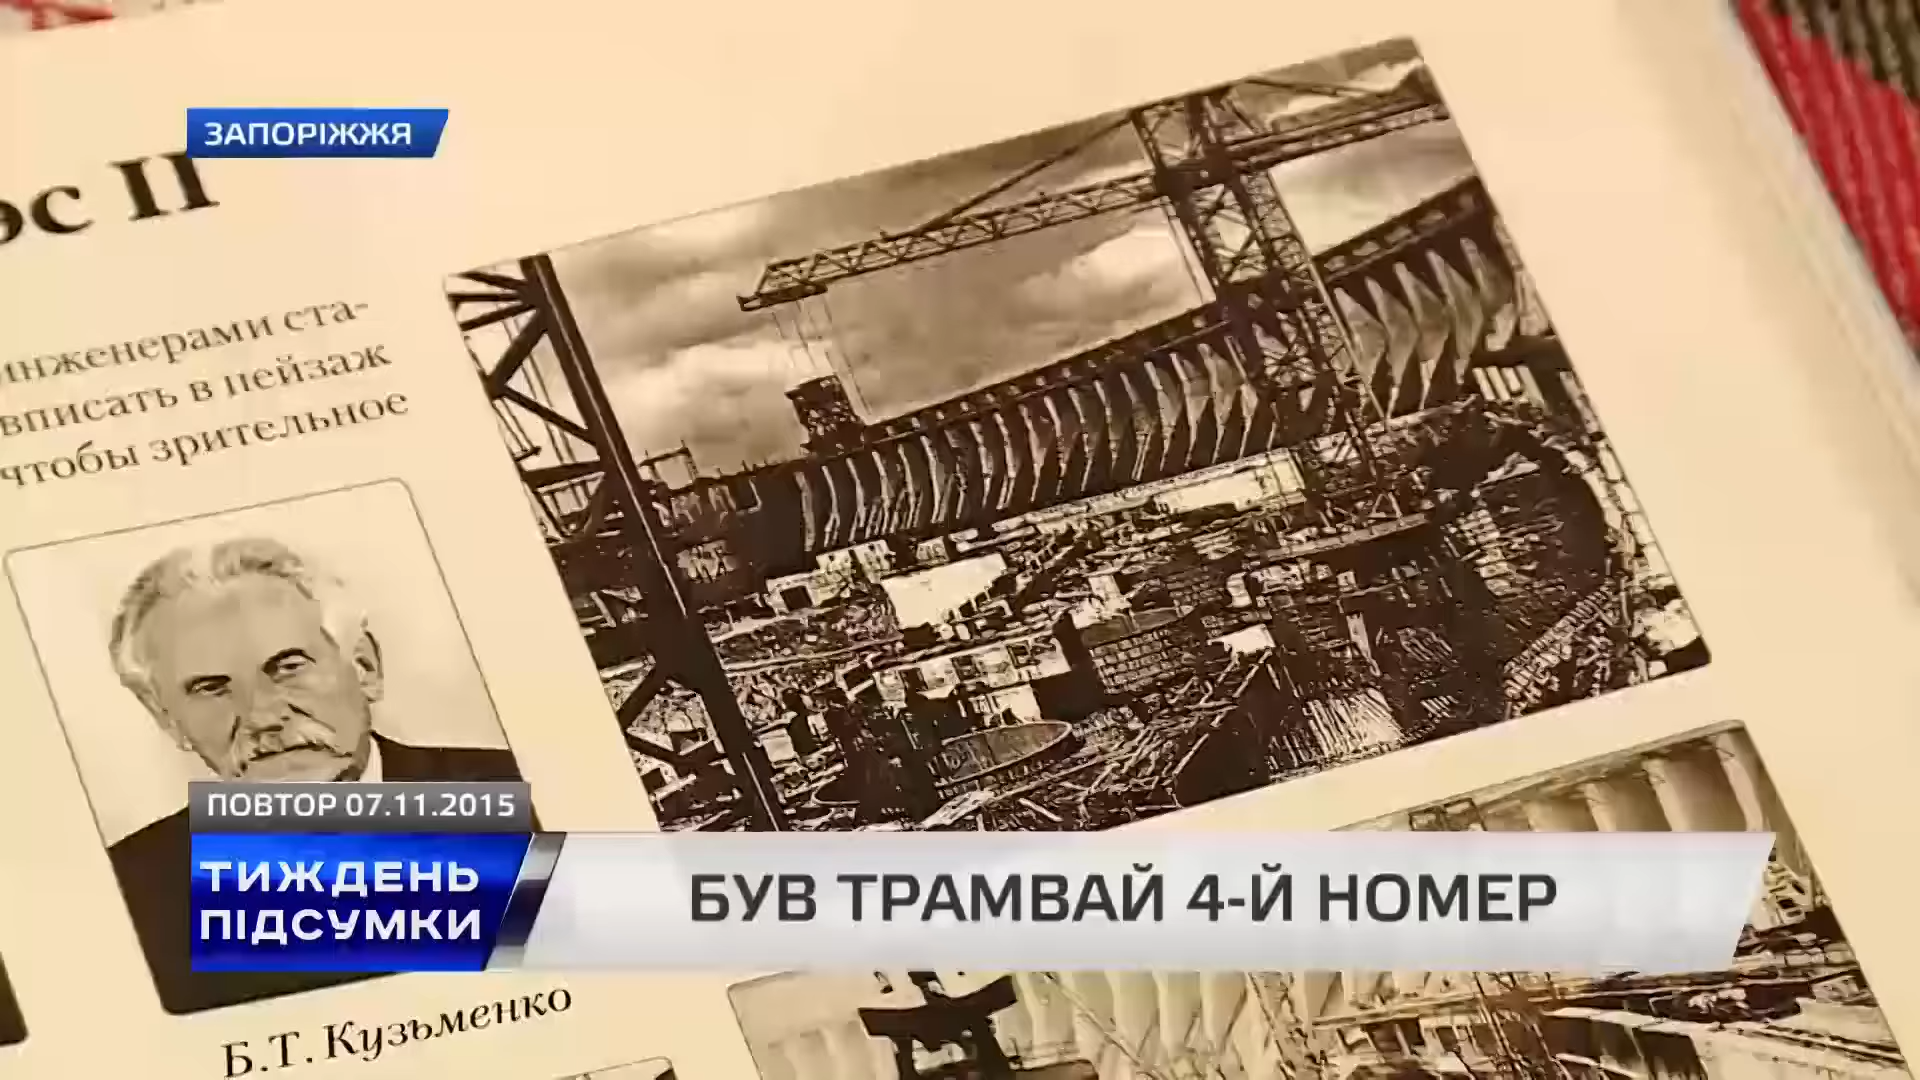 ЗАПОРІЖЖЯ
эс II
инженерами ста-
вписать в пейзаж
чтобы зрительное
ПОВТОР 07.11.2015
ТИЖДЕНЬ
ПІДСУМКИ
БУВ ТРАМВАЙ 4-Й НОМЕР
Б.Т. Кузьменко